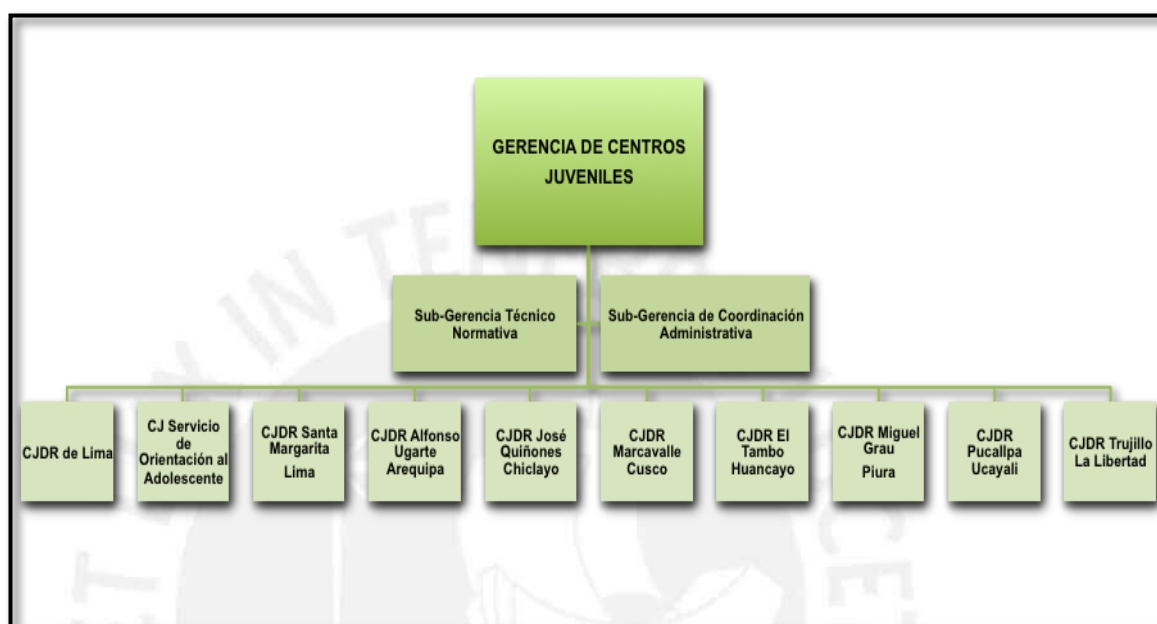 GERENCIA DE CENTROS
JUVENILES
Sub-Gerencia Técnico
Normativa
Sub-Gerencia de Coordinación
Administrativa
CJDR de Lima
CJ Servicio
de
Orientación al
Adolescente
CJDR Santa
Margarita
Lima
CJDR Alfonso
Ugarte
Arequipa
CJDR José
Quiñones
Chiclayo
CJDR
Marcavalle
Cusco
CJDR El
Tambo
Huancayo
CJDR Miguel
Grau
Piura
CJDR
Pucallpa
Ucayali
CJDR Trujillo
La Libertad